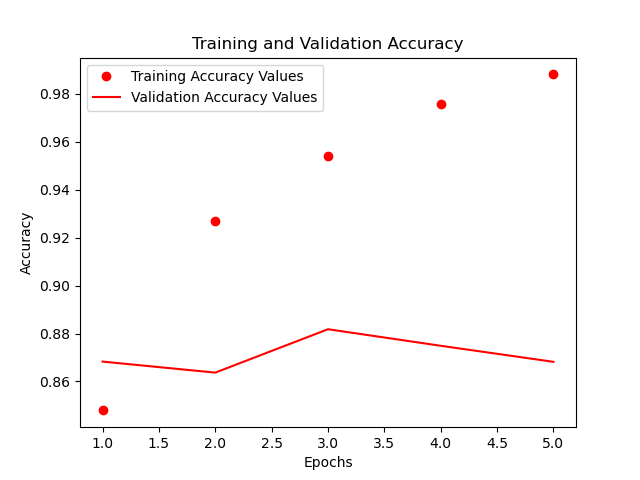 Training and Validation Accuracy
Training Accuracy Values
Validation Accuracy Values
0.98
0.96
0.94
0.92
0.90
0.88
0.86
Accuracy
1.0 1.5 2.0 2.5 3.0 3.5 4.0 4.5 5.0
Epochs